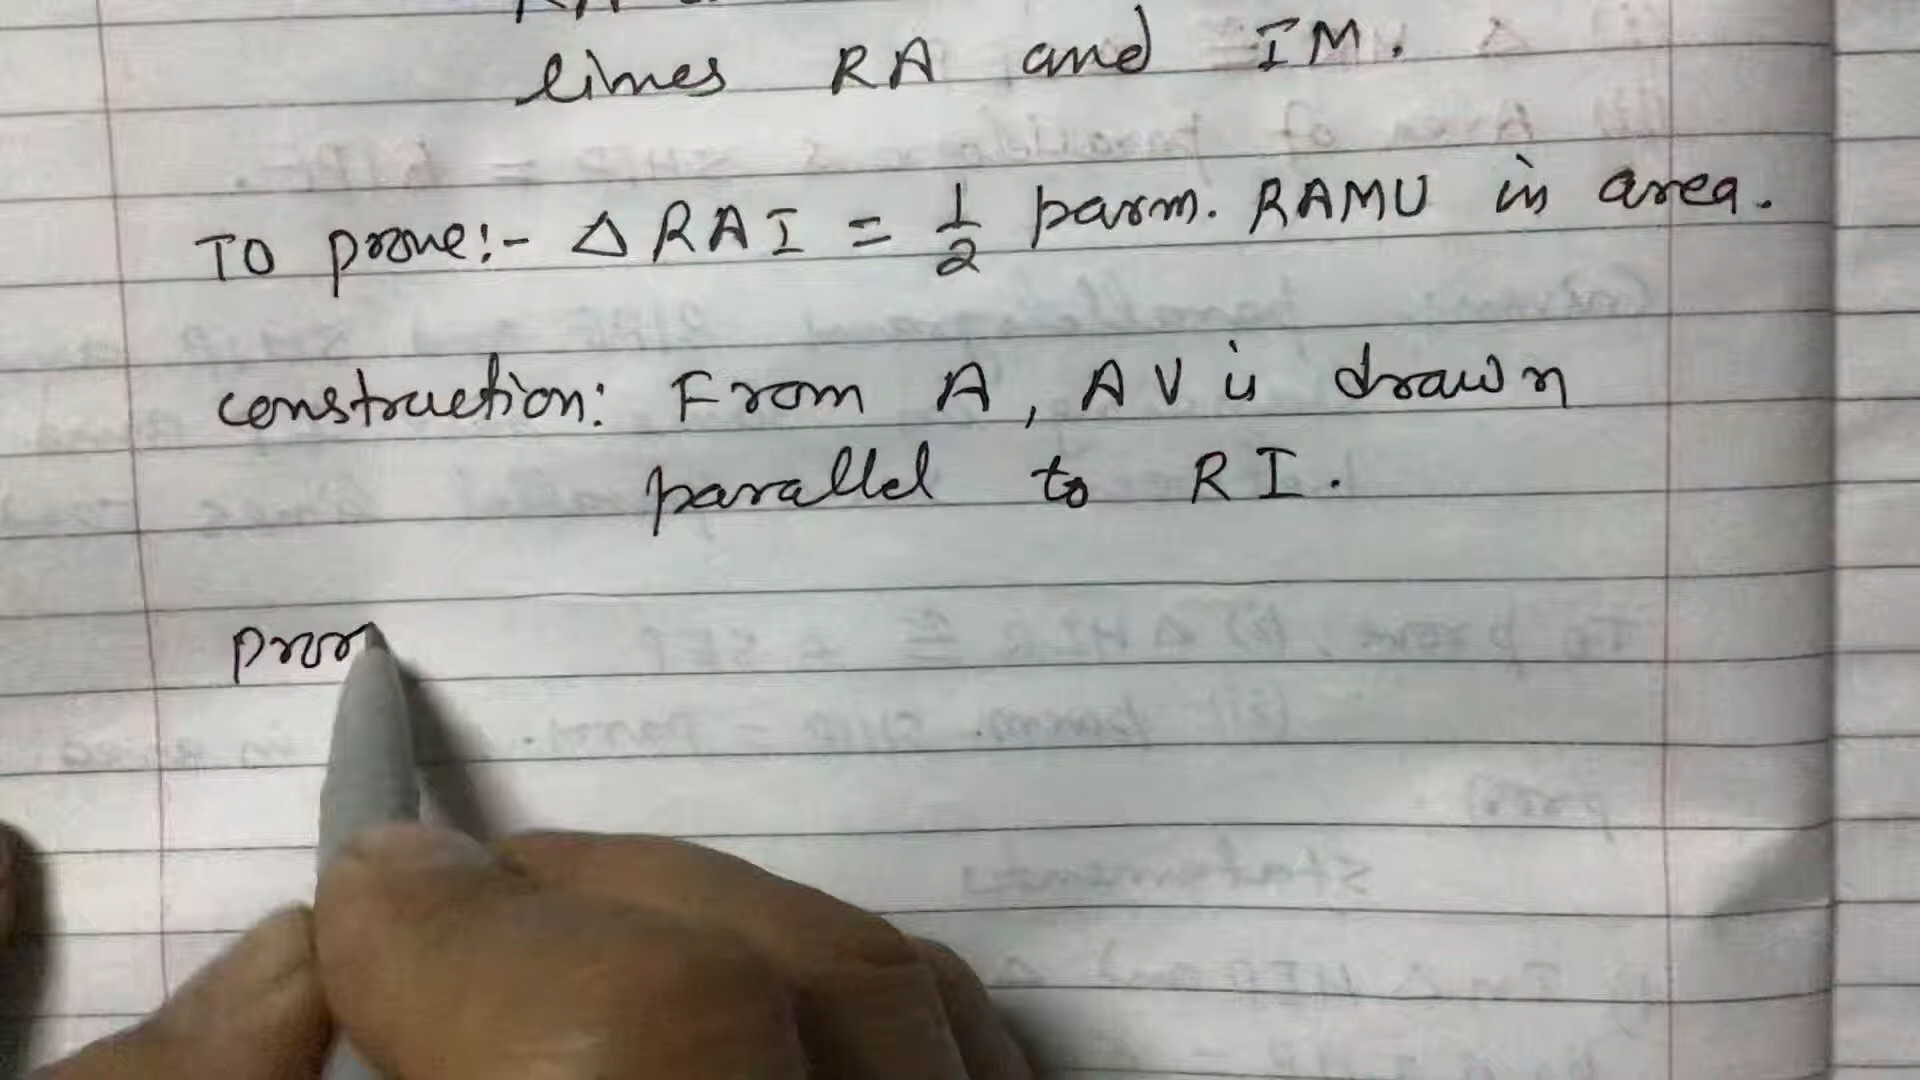 lines RA and IM.
To prove:- △RAI = 1/2 parm. RAMU in area.
construction: From A, AV is drawn
parallel to RI.
proo